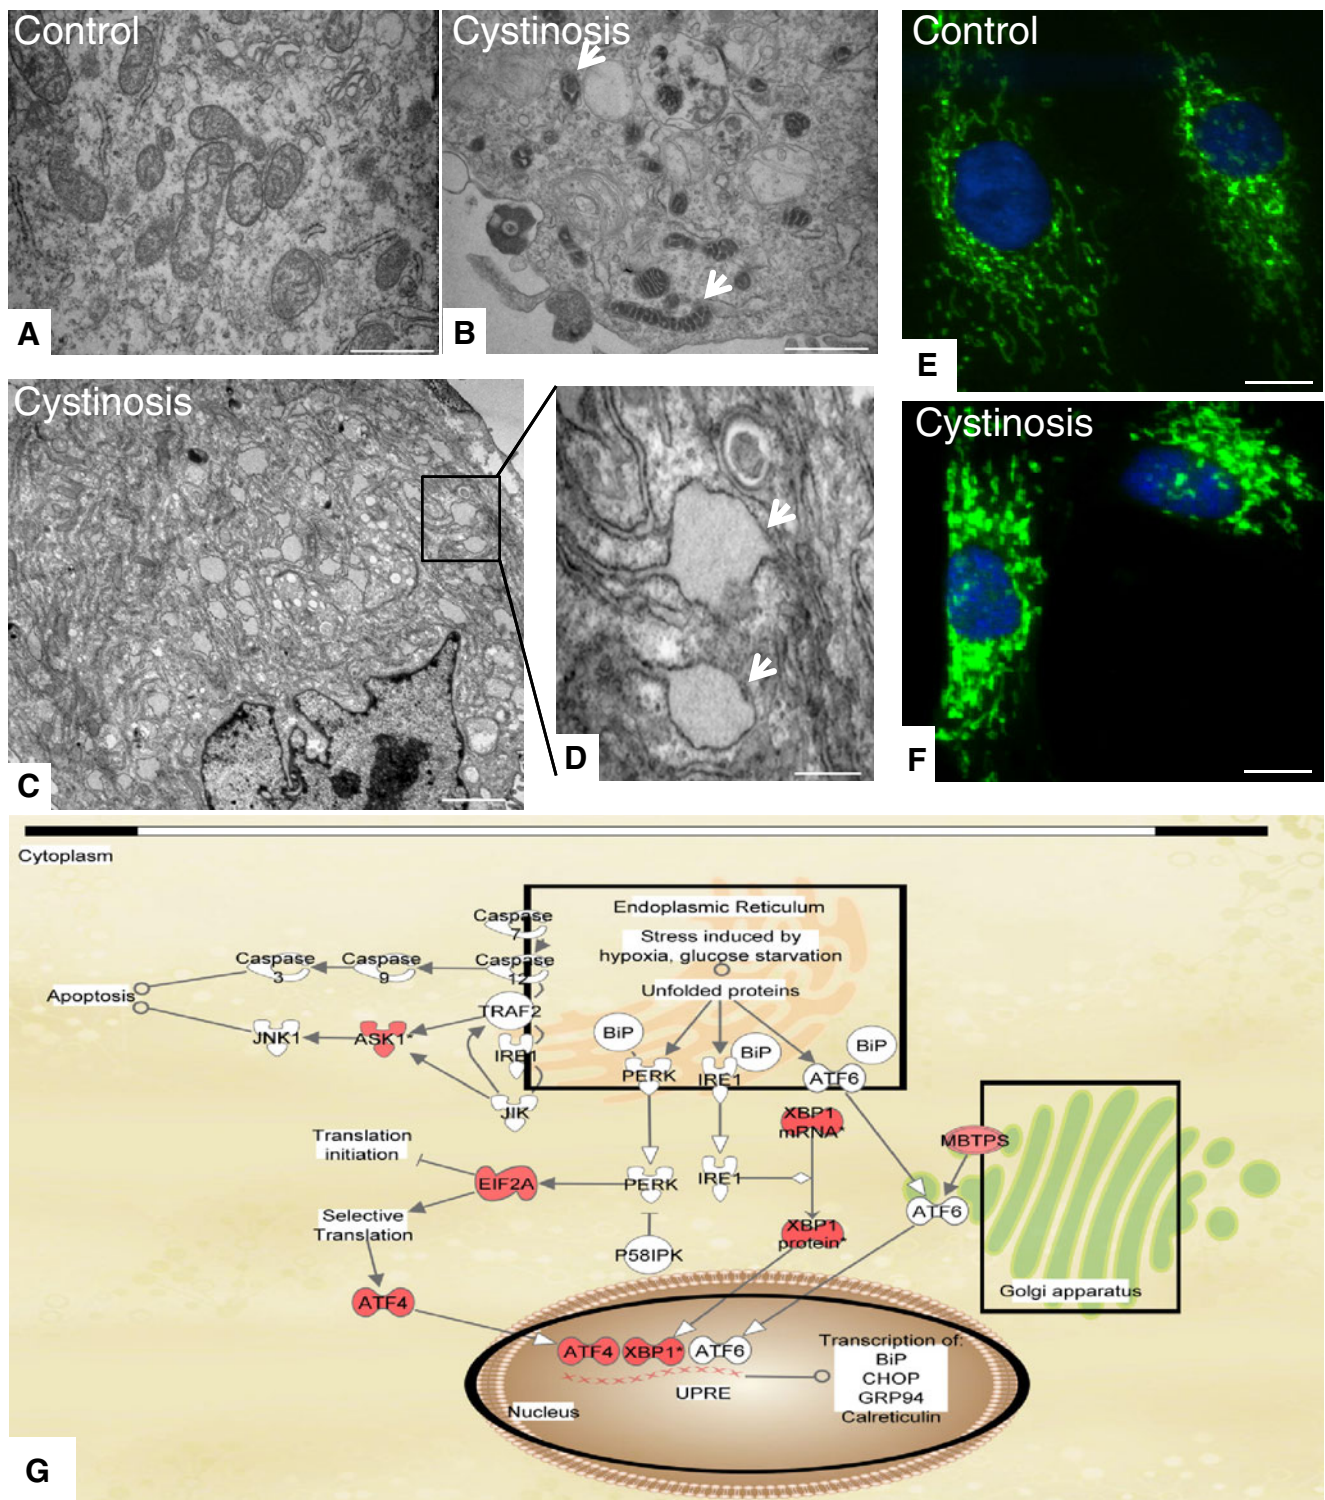 Control
A
Cystinosis
B
Control
E
Cystinosis
C
D
Cystinosis
F
Cytoplasm
Endoplasmic Reticulum
Stress induced by
hypoxia, glucose starvation
Unfolded proteins
Caspase
7
Caspase
3
Caspase
9
Caspase
12
Apoptosis
TRAF2
JNK1
ASK1*
IRE1
JIK
BiP
PERK
BiP
IRE1
BiP
ATF6
XBP1
mRNA*
MBTPS
Translation
initiation
EIF2A
PERK
IRE1
ATF6
Selective
Translation
XBP1
protein*
P58IPK
Golgi apparatus
ATF4
ATF4
XBP1*
ATF6
Transcription of:
BiP
CHOP
GRP94
Calreticulin
UPRE
Nucleus
G